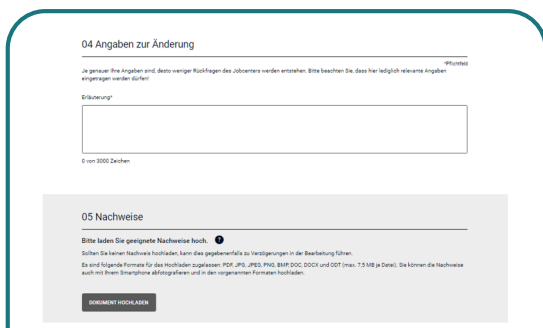 04 Angaben zur Änderung
*Pflichtfeld
Je genauer Ihre Angaben sind, desto weniger Rückfragen des Jobcenters werden entstehen. Bitte beachten Sie, dass hier lediglich relevante Angaben
eingetragen werden dürfen!
Erläuterung*
0 von 3000 Zeichen
05 Nachweise
Bitte laden Sie geeignete Nachweise hoch. ?
Sollten Sie keinen Nachweis hochladen, kann dies gegebenenfalls zu Verzögerungen in der Bearbeitung führen.
Es sind folgende Formate für das Hochladen zugelassen: PDF, JPG, JPEG, PNG, BMP, DOC, DOCX und ODT (max. 7,5 MB je Datei). Sie können die Nachweise
auch mit Ihrem Smartphone abfotografieren und in den vorgenannten Formaten hochladen.
DOKUMENT HOCHLADEN